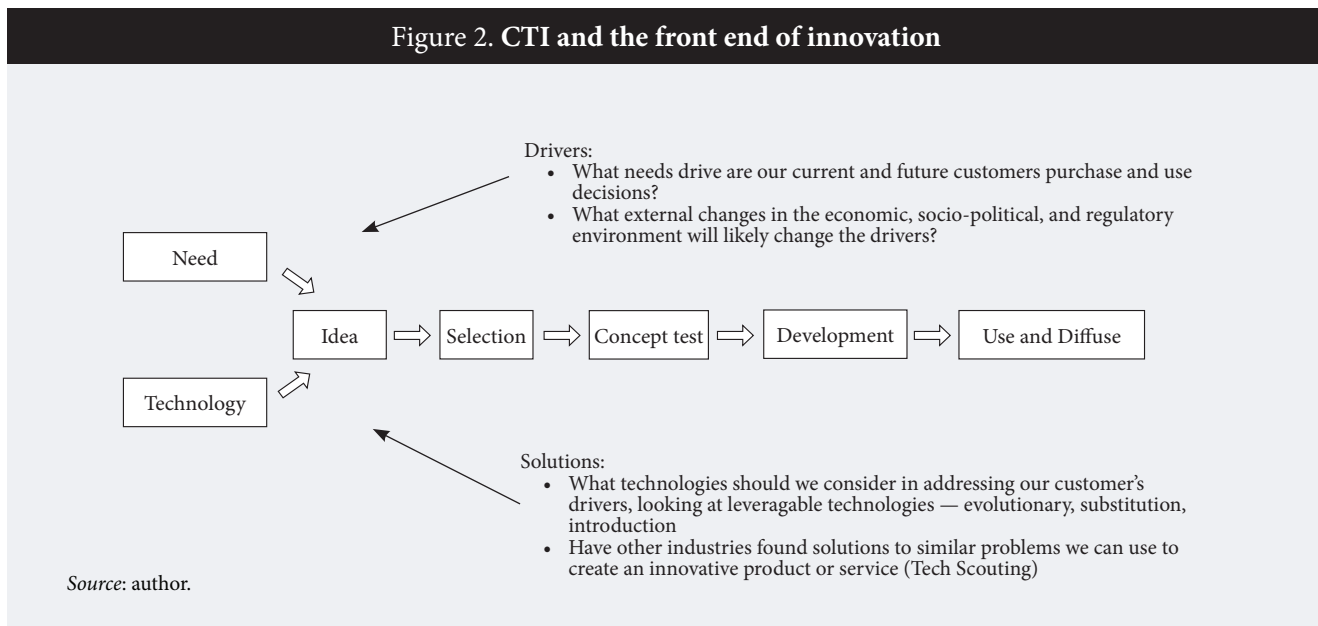 Figure 2. CTI and the front end of innovation
Drivers:
• What needs drive are our current and future customers purchase and use
decisions?
• What external changes in the economic, socio-political, and regulatory
environment will likely change the drivers?
Need
Idea
Selection
Concept test
Development
Use and Diffuse
Technology
Solutions:
• What technologies should we consider in addressing our customer’s
drivers, looking at leveragable technologies — evolutionary, substitution,
introduction
• Have other industries found solutions to similar problems we can use to
create an innovative product or service (Tech Scouting)
Source: author.